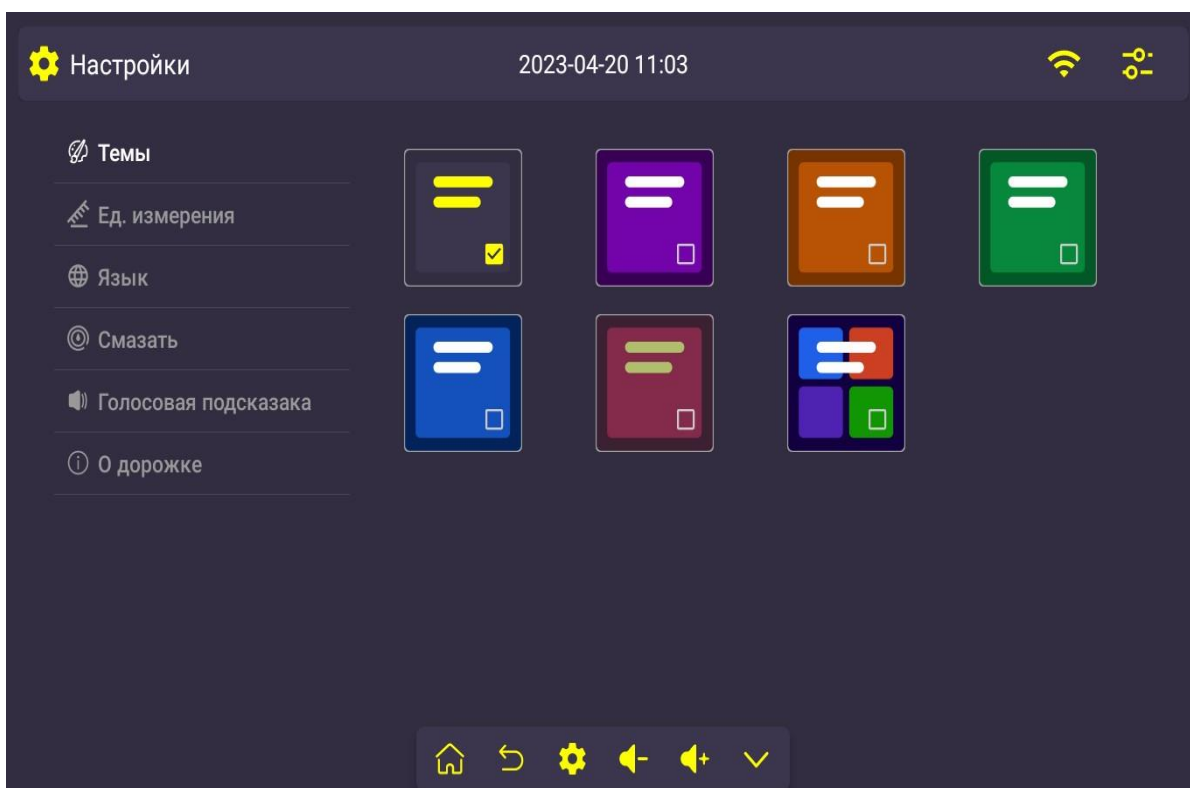 Настройки
2023-04-20 11:03
Темы
Ед. измерения
Язык
Смазать
Голосовая подсказака
О дорожке